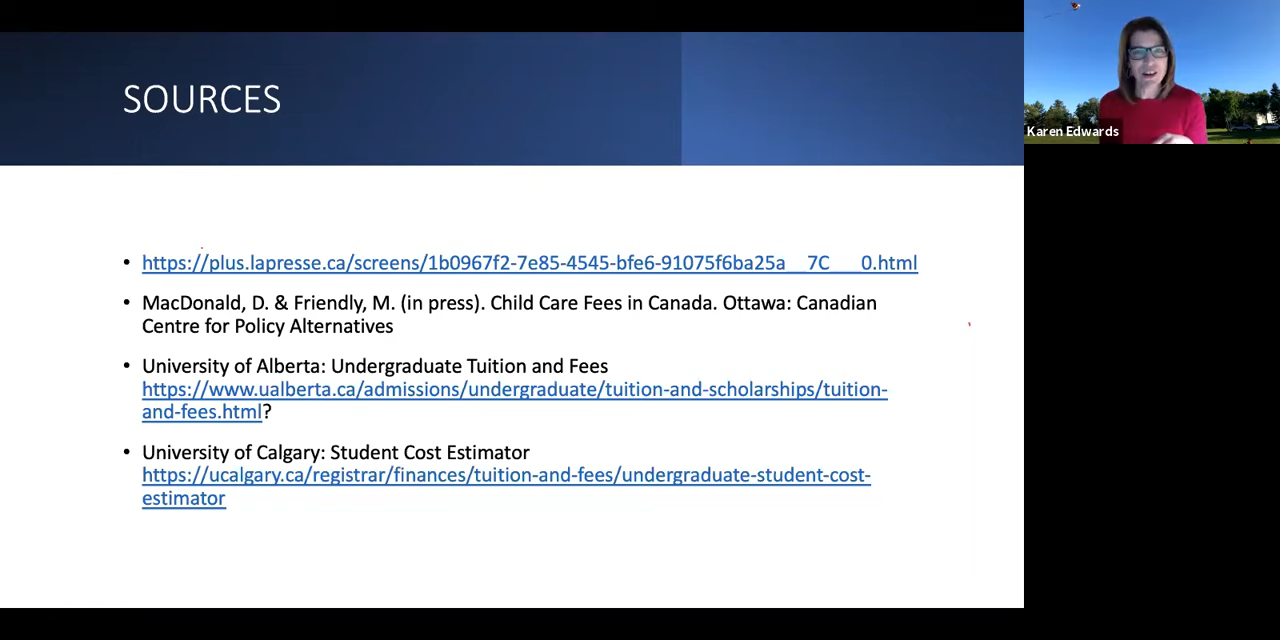 SOURCES
Karen Edwards
• https://plus.lapresse.ca/screens/1b0967f2-7e85-4545-bfe6-91075f6ba25a__7C___0.html
• MacDonald, D. & Friendly, M. (in press). Child Care Fees in Canada. Ottawa: Canadian
Centre for Policy Alternatives
• University of Alberta: Undergraduate Tuition and Fees
https://www.ualberta.ca/admissions/undergraduate/tuition-and-scholarships/tuition-
and-fees.html?
• University of Calgary: Student Cost Estimator
https://ucalgary.ca/registrar/finances/tuition-and-fees/undergraduate-student-cost-
estimator